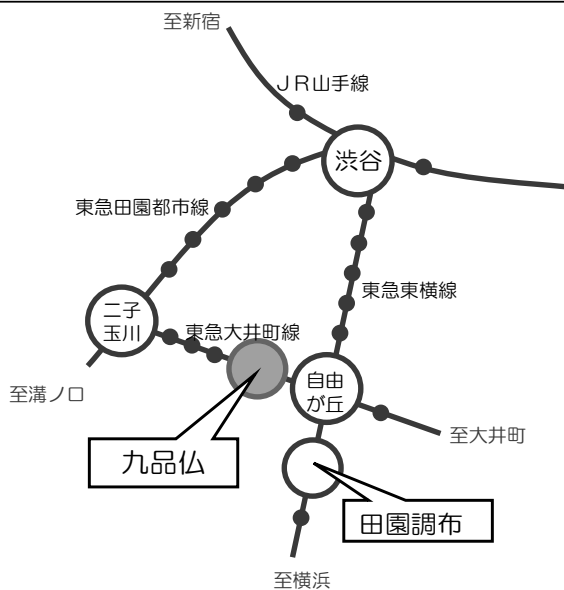 至新宿
JR山手線
渋谷
東急田園都市線
東急東横線
二子
玉川
東急大井町線
自由
が丘
至溝ノ口
至大井町
九品仏
田園調布
至横浜